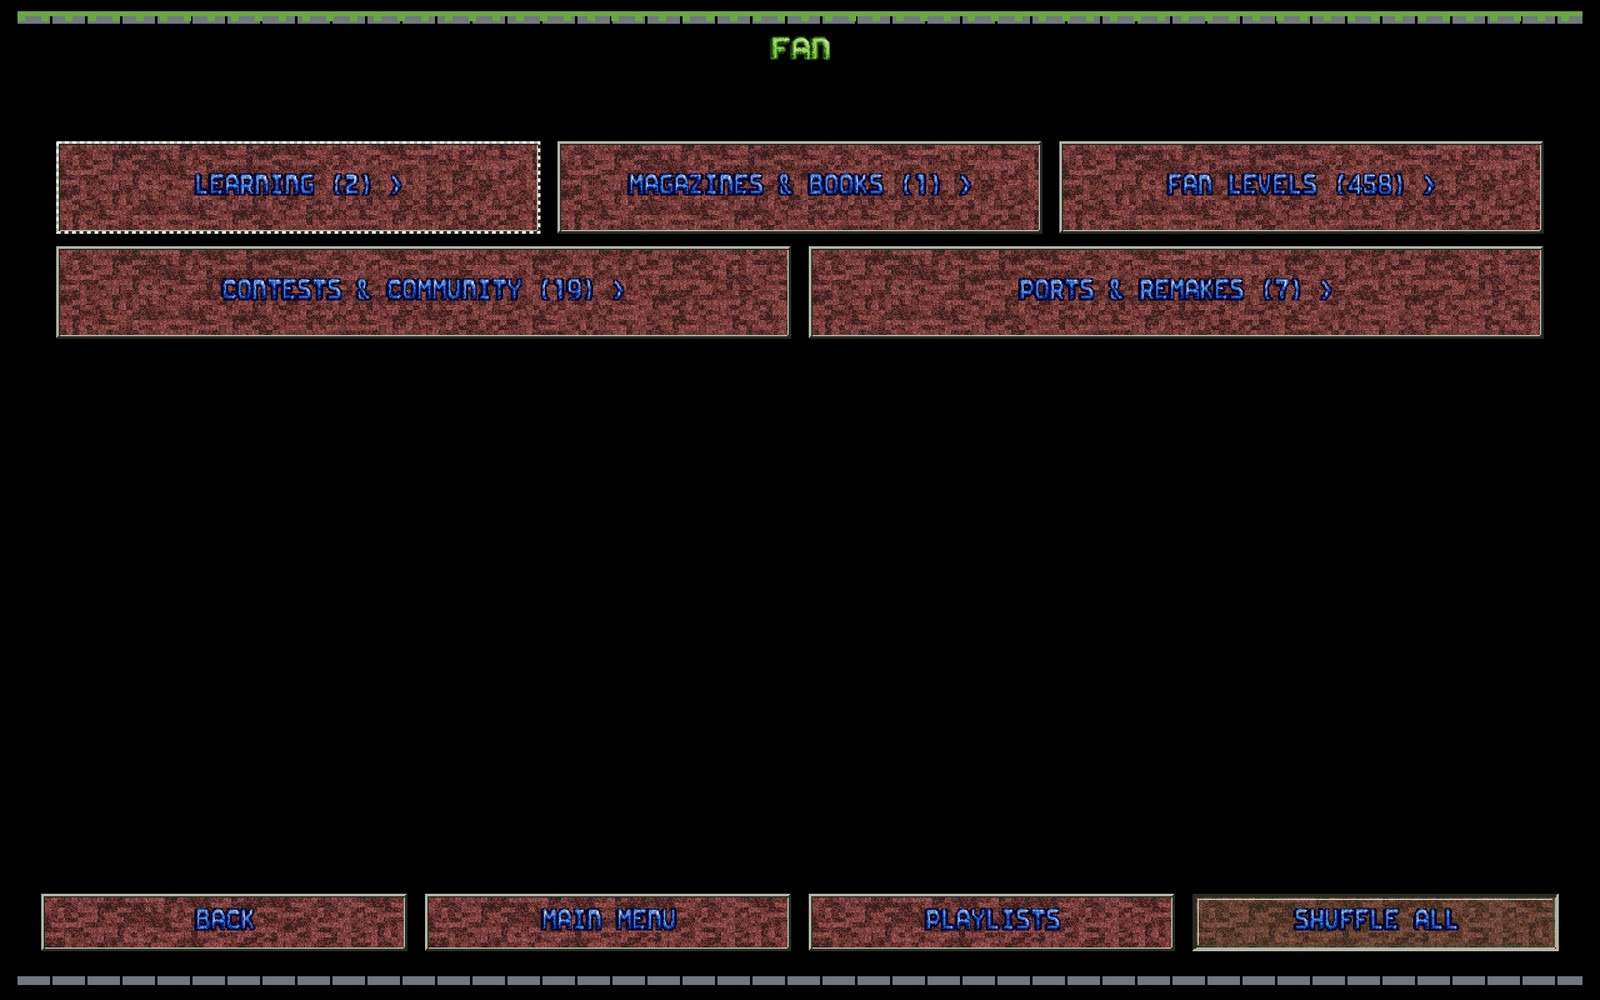 FAN
LEARNING (2) >
MAGAZINES & BOOKS (1) >
FAN LEVELS (458) >
CONTESTS & COMMUNITY (19) >
PORTS & REMAKES (7) >
BACK
MAIN MENU
PLAYLISTS
SHUFFLE ALL